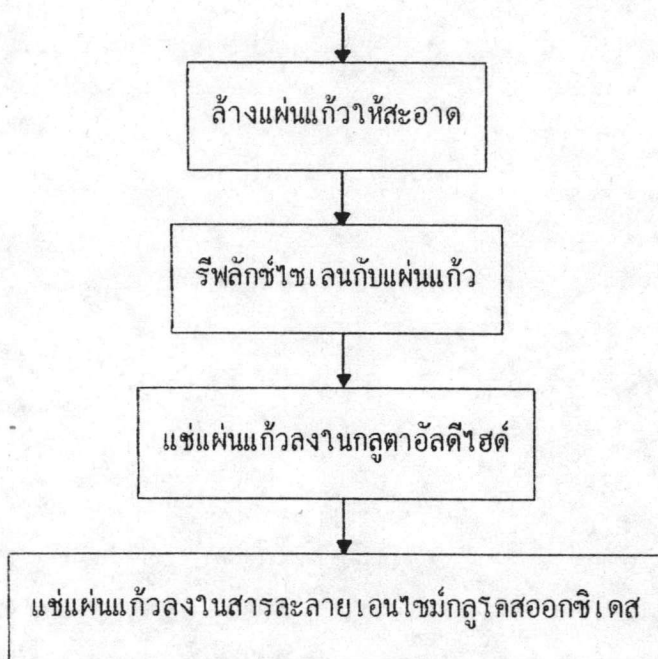 ล้างแผ่นแก้วให้สะอาด
รีฟลักซ์ไซเลนกับแผ่นแก้ว
แช่แผ่นแก้วลงในกลูตาอัลดีไฮด์
แช่แผ่นแก้วลงในสารละลายเอนไซม์กลูโคสออกซิเดส